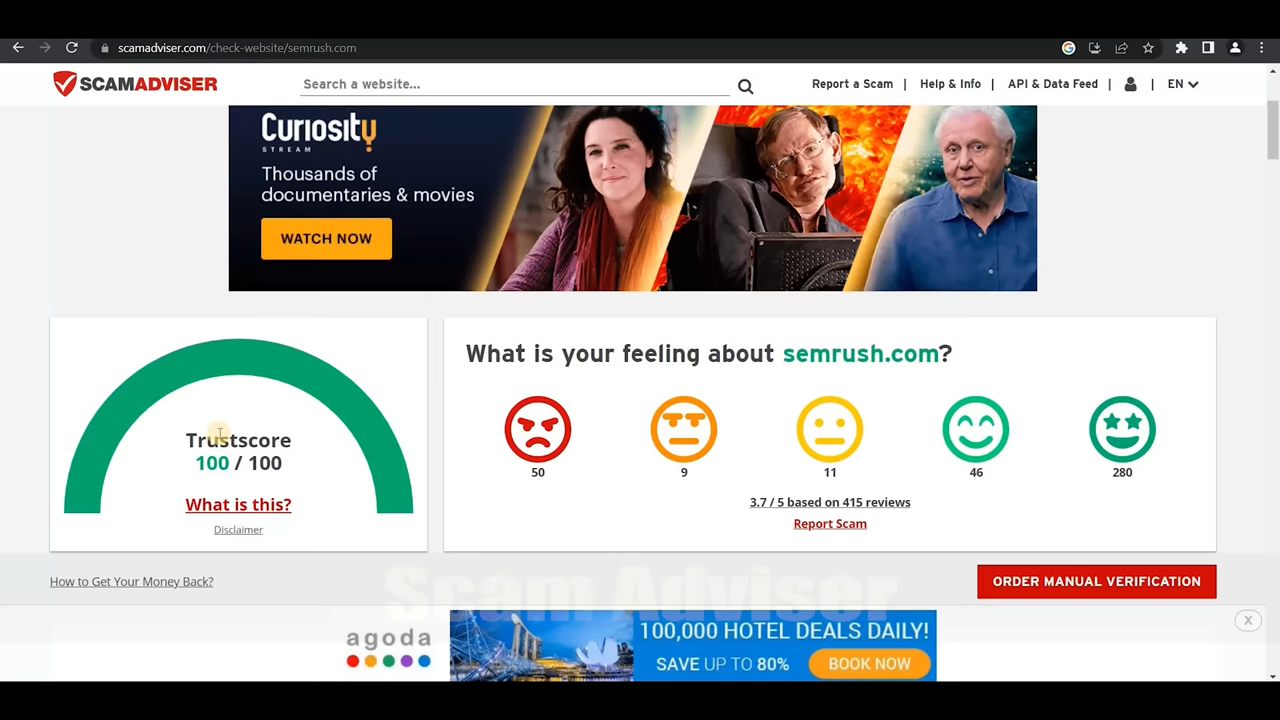 scamadviser.com/check-website/semrush.com
SCAMADVISER
Search a website...
Report a Scam | Help & Info | API & Data Feed | | EN
CURIOSITY
STREAM
Thousands of
documentaries & movies
WATCH NOW
Trustscore
100 / 100
What is this?
Disclaimer
What is your feeling about semrush.com?
50 9 11 46 280
3.7 / 5 based on 415 reviews
Report Scam
How to Get Your Money Back?
Scam Adviser
ORDER MANUAL VERIFICATION
X
agoda
100,000 HOTEL DEALS DAILY!
SAVE UP TO 80%
BOOK NOW